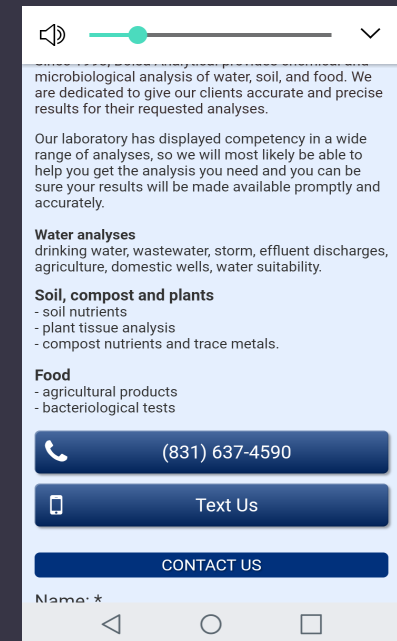 microbiological analysis of water, soil, and food. We
are dedicated to give our clients accurate and precise
results for their requested analyses.
Our laboratory has displayed competency in a wide
range of analyses, so we will most likely be able to
help you get the analysis you need and you can be
sure your results will be made available promptly and
accurately.
Water analyses
drinking water, wastewater, storm, effluent discharges,
agriculture, domestic wells, water suitability.
Soil, compost and plants
- soil nutrients
- plant tissue analysis
- compost nutrients and trace metals.
Food
- agricultural products
- bacteriological tests
(831) 637-4590
Text Us
CONTACT US
Name: *